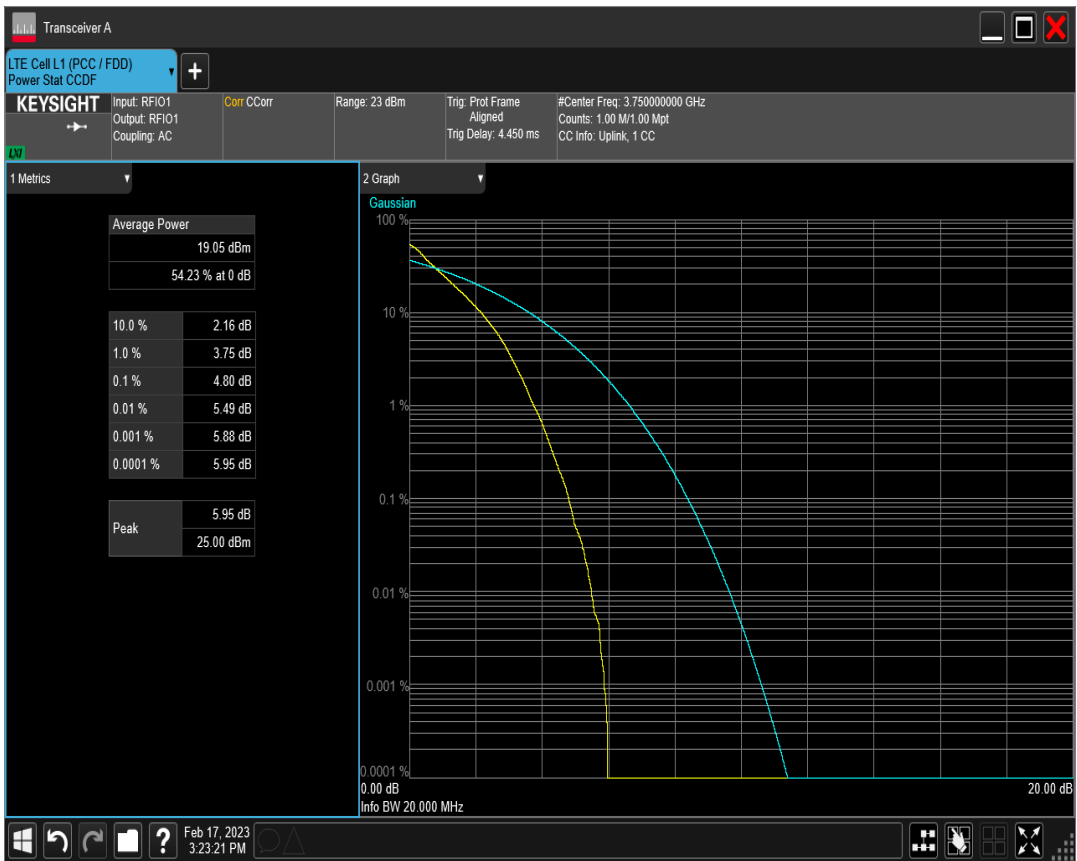 Transceiver A
LTE Cell L1 (PCC / FDD)
Power Stat CCDF
KEYSIGHT
LXI
Input: RFIO1
Output: RFIO1
Coupling: AC
Corr CCorr
Range: 23 dBm
Trig: Prot Frame
Aligned
Trig Delay: 4.450 ms
#Center Freq: 3.750000000 GHz
Counts: 1.00 M/1.00 Mpt
CC Info: Uplink, 1 CC
1 Metrics
Average Power
19.05 dBm
54.23 % at 0 dB
10.0 % 2.16 dB
1.0 % 3.75 dB
0.1 % 4.80 dB
0.01 % 5.49 dB
0.001 % 5.88 dB
0.0001 % 5.95 dB
Peak 5.95 dB
25.00 dBm
2 Graph
Gaussian
100 %
10 %
1 %
0.1 %
0.01 %
0.001 %
0.0001 %
0.00 dB 20.00 dB
Info BW 20.000 MHz
Feb 17, 2023
3:23:21 PM